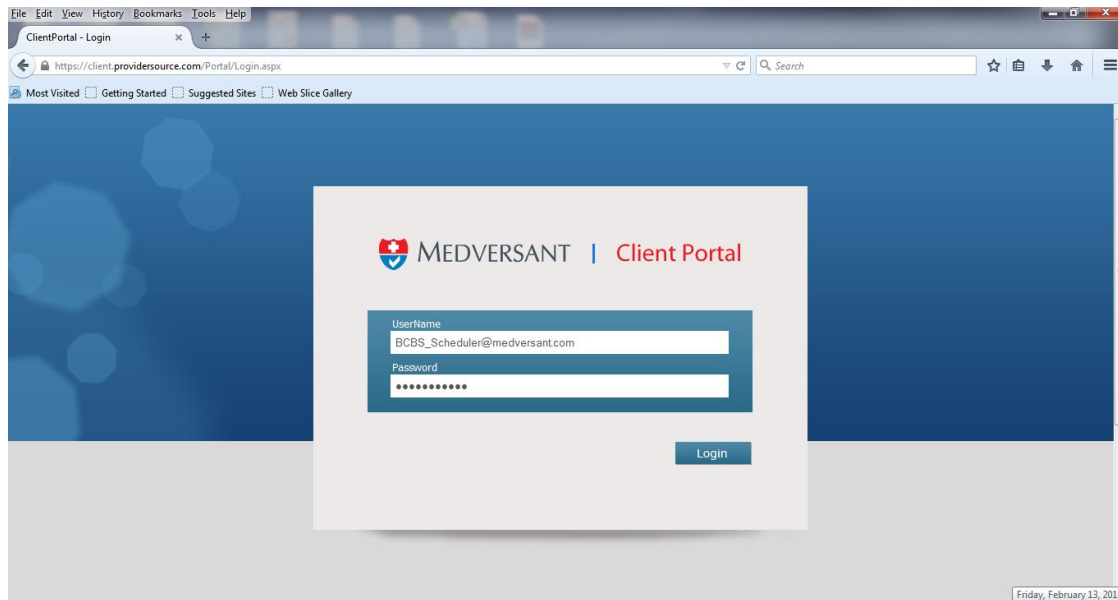 File Edit View History Bookmarks Tools Help
ClientPortal - Login × +
https://client.providersource.com/Portal/Login.aspx
Search
Most Visited Getting Started Suggested Sites Web Slice Gallery
MEDVERSANT | Client Portal
UserName
BCBS_Scheduler@medversant.com
Password
•••••••••••
Login
Friday, February 13, 201